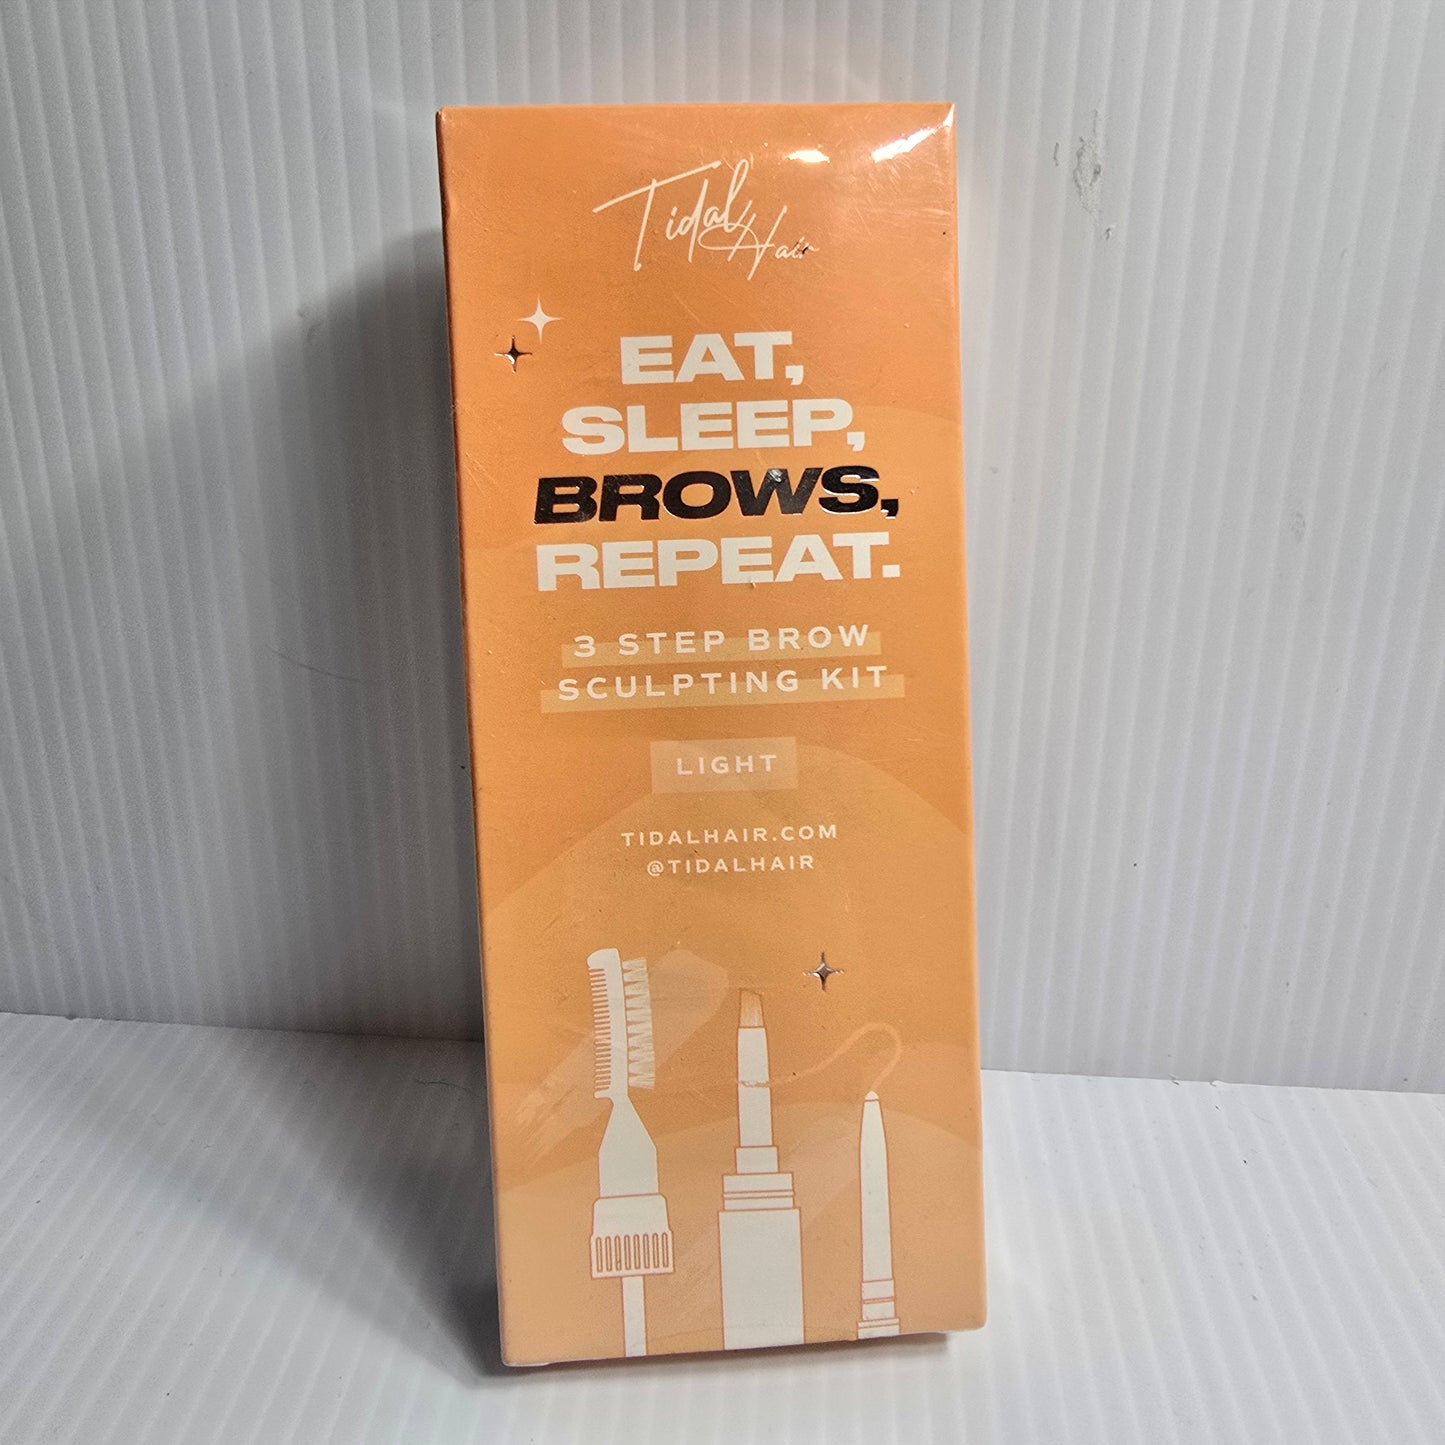 Tidal Hair
EAT,
SLEEP,
BROWS,
REPEAT.
3 STEP BROW
SCULPTING KIT
LIGHT
TIDALHAIR.COM
@TIDALHAIR